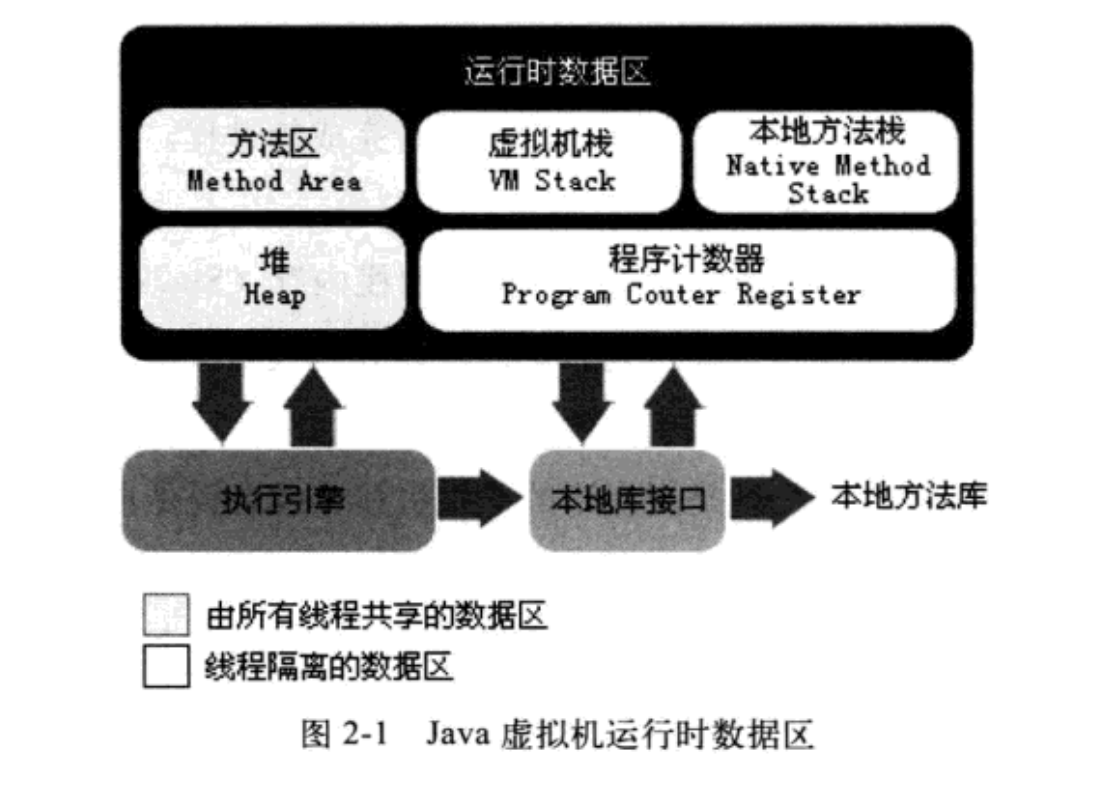 运行时数据区
方法区
Method Area
虚拟机栈
VM Stack
本地方法栈
Native Method
Stack
堆
Heap
程序计数器
Program Couter Register
执行引擎
本地库接口
本地方法库
由所有线程共享的数据区
线程隔离的数据区
图 2-1 Java 虚拟机运行时数据区